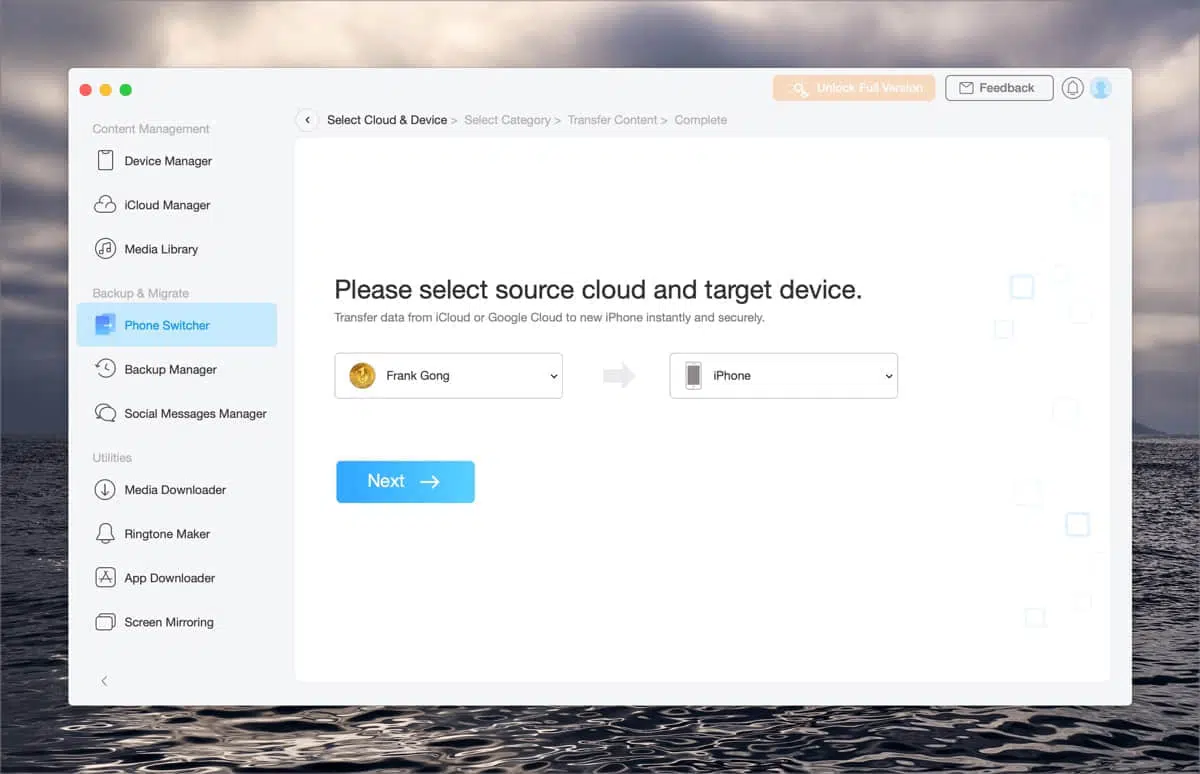 Unlock Full Version
Feedback
Content Management
Device Manager
iCloud Manager
Media Library
Backup & Migrate
Phone Switcher
Backup Manager
Social Messages Manager
Utilities
Media Downloader
Ringtone Maker
App Downloader
Screen Mirroring
Select Cloud & Device > Select Category > Transfer Content > Complete
Please select source cloud and target device.
Transfer data from iCloud or Google Cloud to new iPhone instantly and securely.
Frank Gong
iPhone
Next